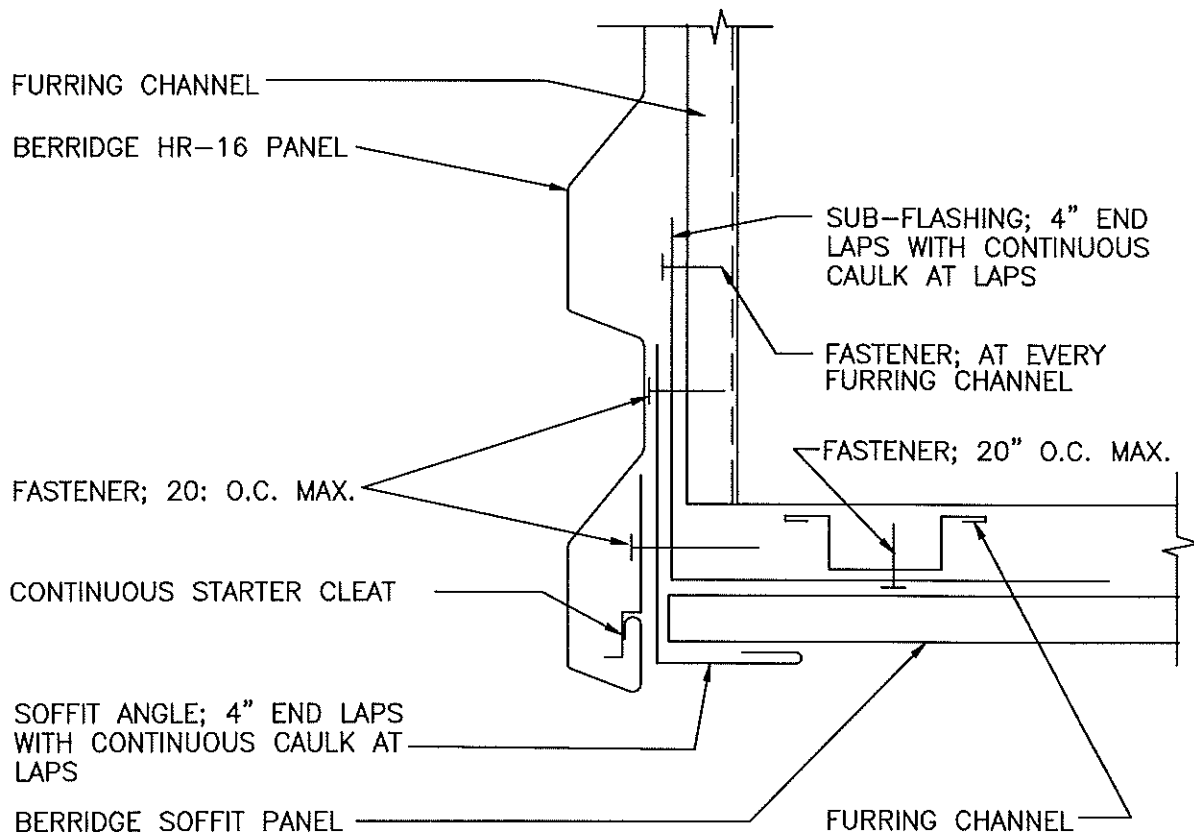 FURRING CHANNEL
BERRIDGE HR-16 PANEL
SUB-FLASHING; 4" END
LAPS WITH CONTINUOUS
CAULK AT LAPS
FASTENER; AT EVERY
FURRING CHANNEL
FASTENER; 20" O.C. MAX.
FASTENER; 20: O.C. MAX.
CONTINUOUS STARTER CLEAT
SOFFIT ANGLE; 4" END LAPS
WITH CONTINUOUS CAULK AT
LAPS
BERRIDGE SOFFIT PANEL
FURRING CHANNEL